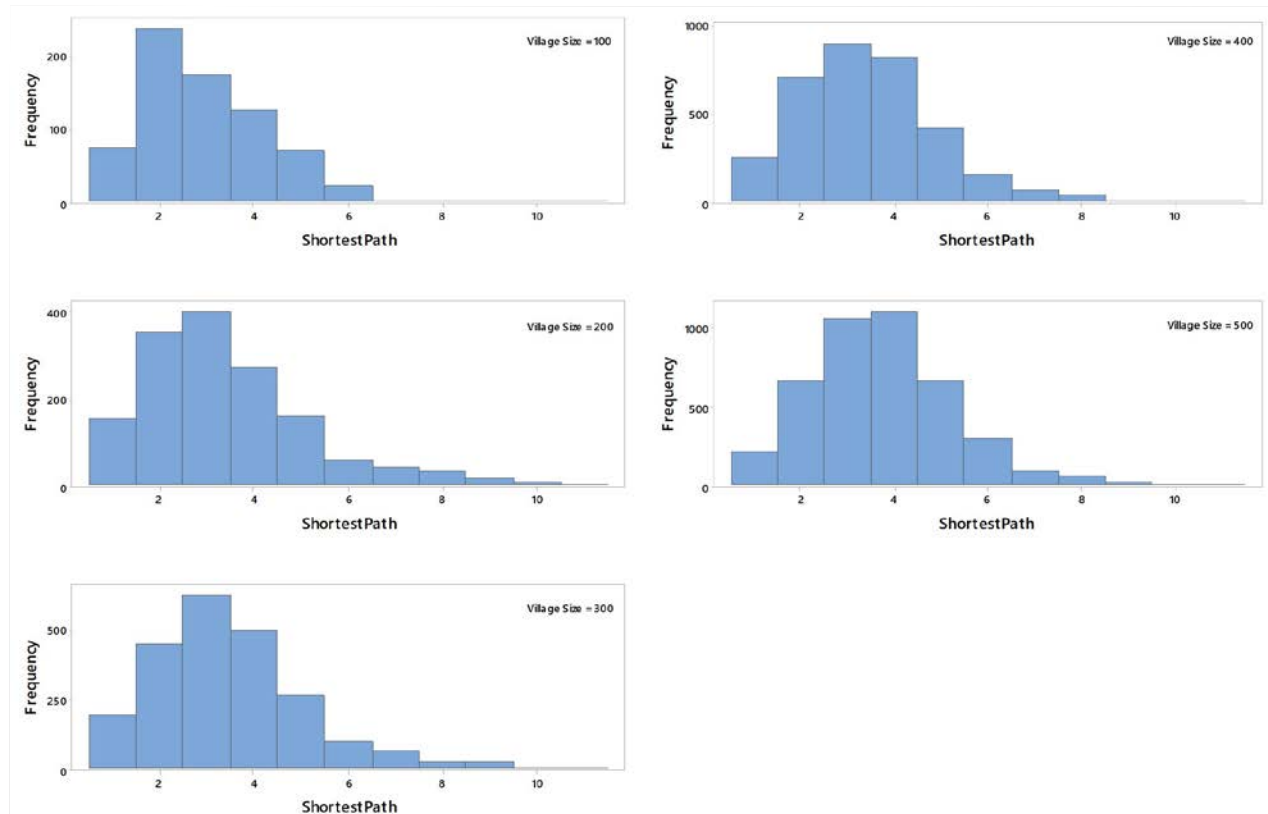 Village Size = 100
Frequency
200
100
0
2 4 6 8 10
ShortestPath
Village Size = 200
Frequency
400
200
0
2 4 6 8 10
ShortestPath
Village Size = 300
Frequency
500
250
0
2 4 6 8 10
ShortestPath
Village Size = 400
Frequency
1000
500
0
2 4 6 8 10
ShortestPath
Village Size = 500
Frequency
1000
500
0
2 4 6 8 10
ShortestPath